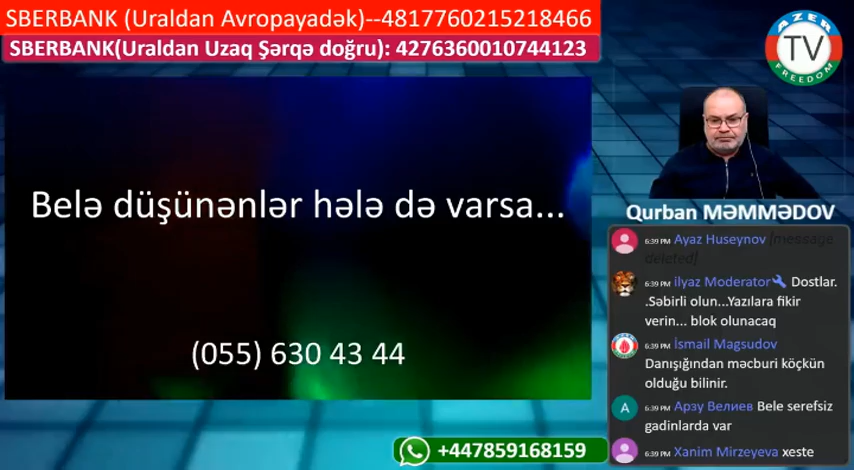 SBERBANK (Uraldan Avropayadək)--4817760215218466
SBERBANK(Uraldan Uzaq Şərqə doğru): 4276360010744123
AZER
TV
FREEDOM
Belə düşünənlər hələ də varsa...
(055) 630 43 44
Qurban MƏMMƏDOV
6:39 PM Ayaz Huseynov [message
deleted]
6:39 PM ilyaz Moderator Dostlar.
.Səbirli olun...Yazılara fikir
verin... blok olunacaq
6:39 PM İsmail Magsudov
Danışığından məcburi köçkün
olduğu bilinir.
A
6:39 PM Арзу Велиев Bele serefsiz
gadinlarda var
6:39 PM Xanim Mirzeyeva xeste
+447859168159